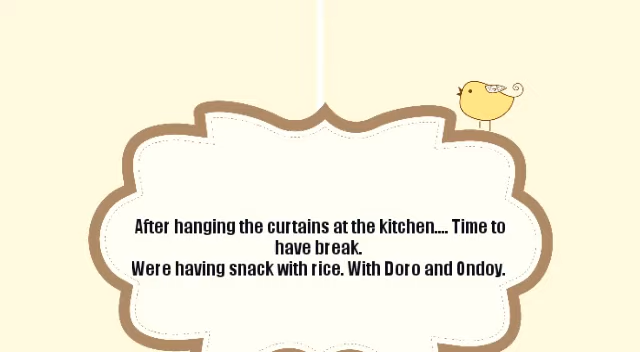 After hanging the curtains at the kitchen.... Time to
have break.
Were having snack with rice. With Doro and Ondoy.